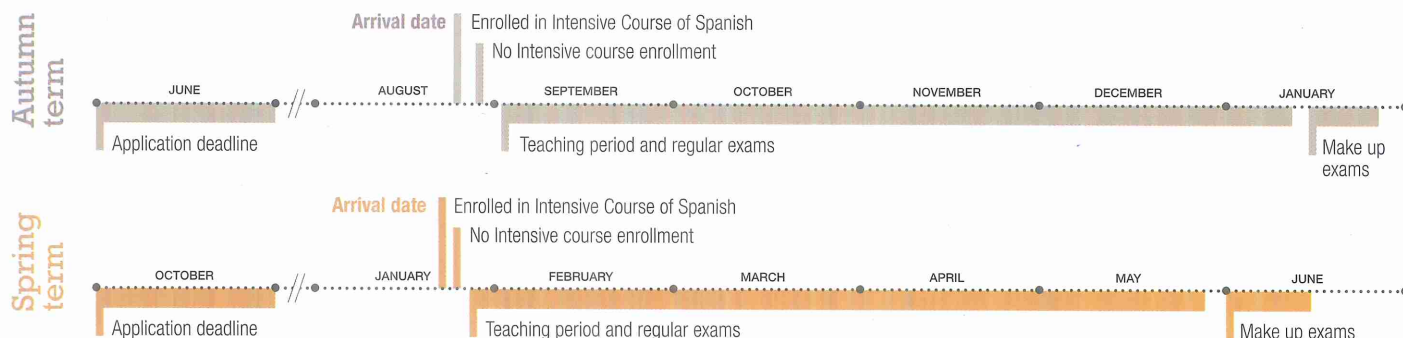 Autumn
term
Arrival date Enrolled in Intensive Course of Spanish
No Intensive course enrollment
JUNE AUGUST SEPTEMBER OCTOBER NOVEMBER DECEMBER JANUARY
Application deadline Teaching period and regular exams Make up
exams
Spring
term
Arrival date Enrolled in Intensive Course of Spanish
No Intensive course enrollment
OCTOBER JANUARY FEBRUARY MARCH APRIL MAY JUNE
Application deadline Teaching period and regular exams Make up exams